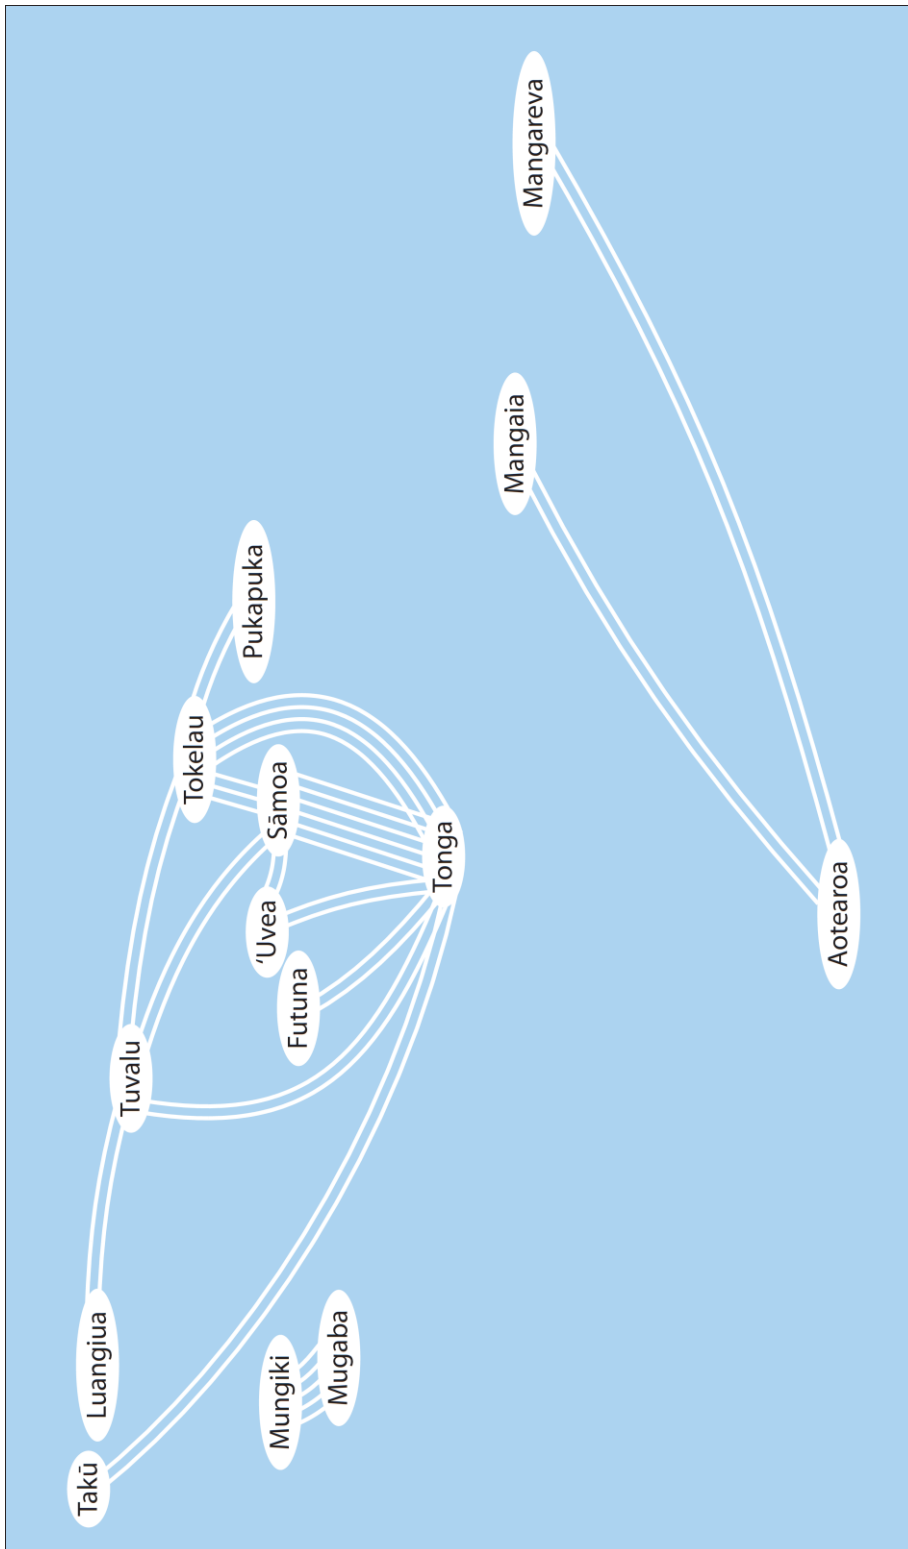 Takū
Luangiua
Tuvalu
Tokelau
Pukapuka
Mungiki
Mugaba
Futuna
‘Uvea
Sāmoa
Tonga
Mangaia
Mangareva
Aotearoa